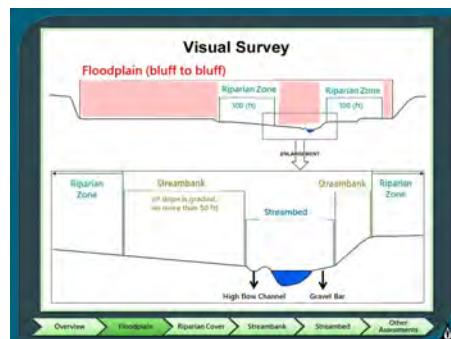 Visual Survey
Floodplain (bluff to bluff)
Riparian Zone
Riparian Zone
100 (ft)
100 (ft)
ENLARGEMENT
Riparian
Zone
Streambank
(if slope is gradual,
no more than 50 ft)
Streambed
Streambank
Riparian
Zone
High flow Channel
Gravel Bar
Overview
Floodplain
Riparian Cover
Streambank
Streambed
Other
Assessments